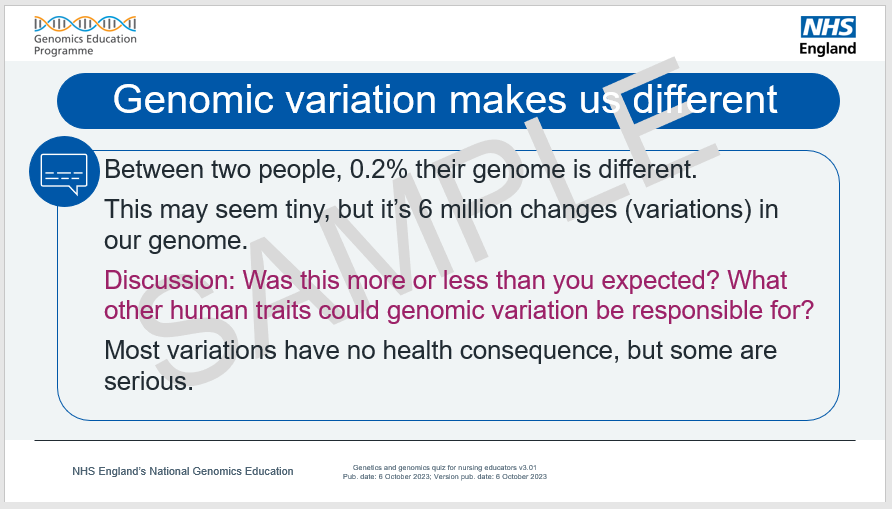 Genomics Education
Programme
NHS
England
Genomic variation makes us different
Between two people, 0.2% their genome is different.
This may seem tiny, but it's 6 million changes (variations) in
our genome.
Discussion: Was this more or less than you expected? What
other human traits could genomic variation be responsible for?
Most variations have no health consequence, but some are
serious.
SAMPLE
NHS England's National Genomics Education
Genetics and genomics quiz for nursing educators v3.01
Pub. date: 6 October 2023; Version pub. date: 6 October 2023